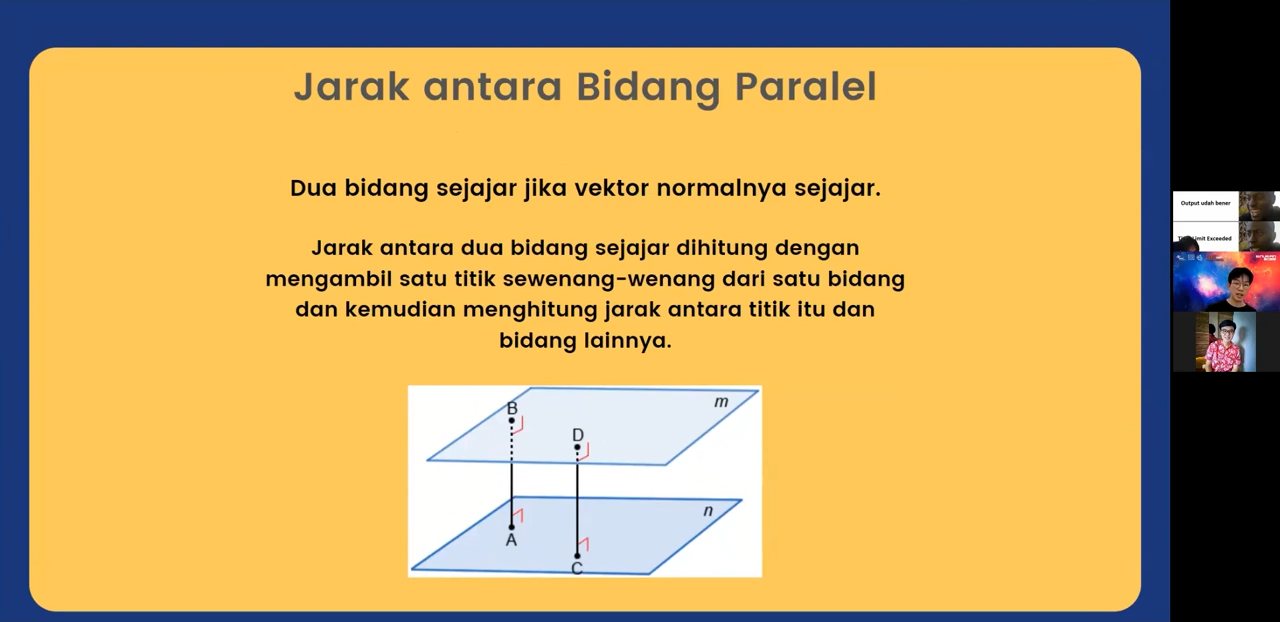 Jarak antara Bidang Paralel
Dua bidang sejajar jika vektor normalnya sejajar.
Jarak antara dua bidang sejajar dihitung dengan
mengambil satu titik sewenang-wenang dari satu bidang
dan kemudian menghitung jarak antara titik itu dan
bidang lainnya.
B
m
D
n
A
C
Output udah bener
Limit Exceeded